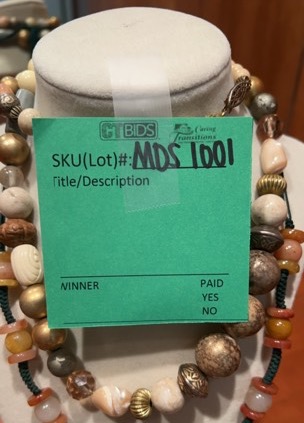 CTBIDS Caring Transitions
SKU(Lot)#: MDS 1001
Title/Description
WINNER PAID
YES
NO